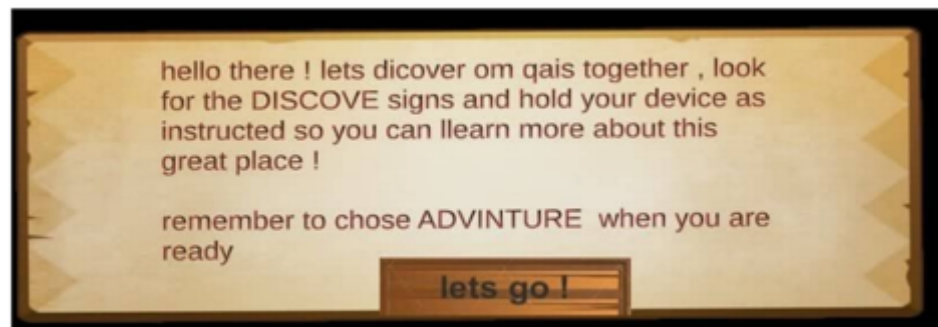 hello there ! lets dicover om qais together , look
for the DISCOVE signs and hold your device as
instructed so you can llearn more about this
great place !
remember to chose ADVINTURE when you are
ready
lets go !